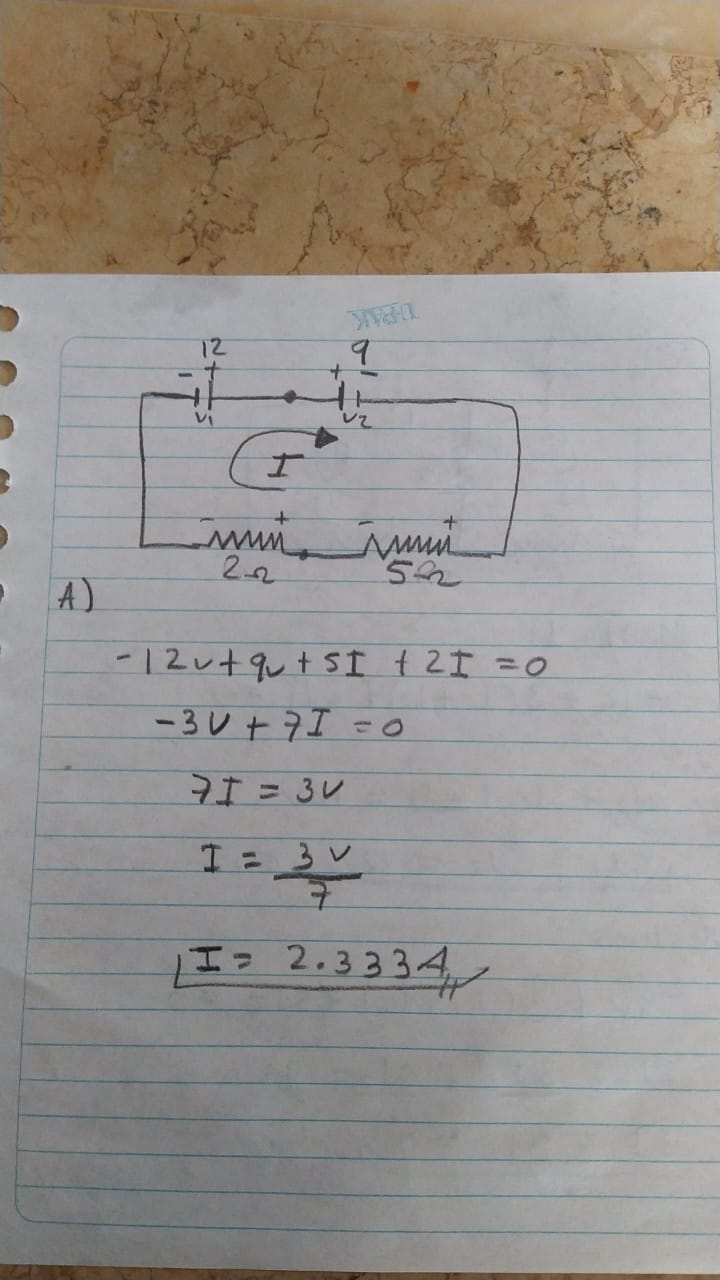 12 9
- + + -
V1 V2
I
- + - +
2Ω 5Ω
A)
-12v+9v+5I+2I=0
-3V+7I=0
7I=3V
I=3V/7
I=2.333A